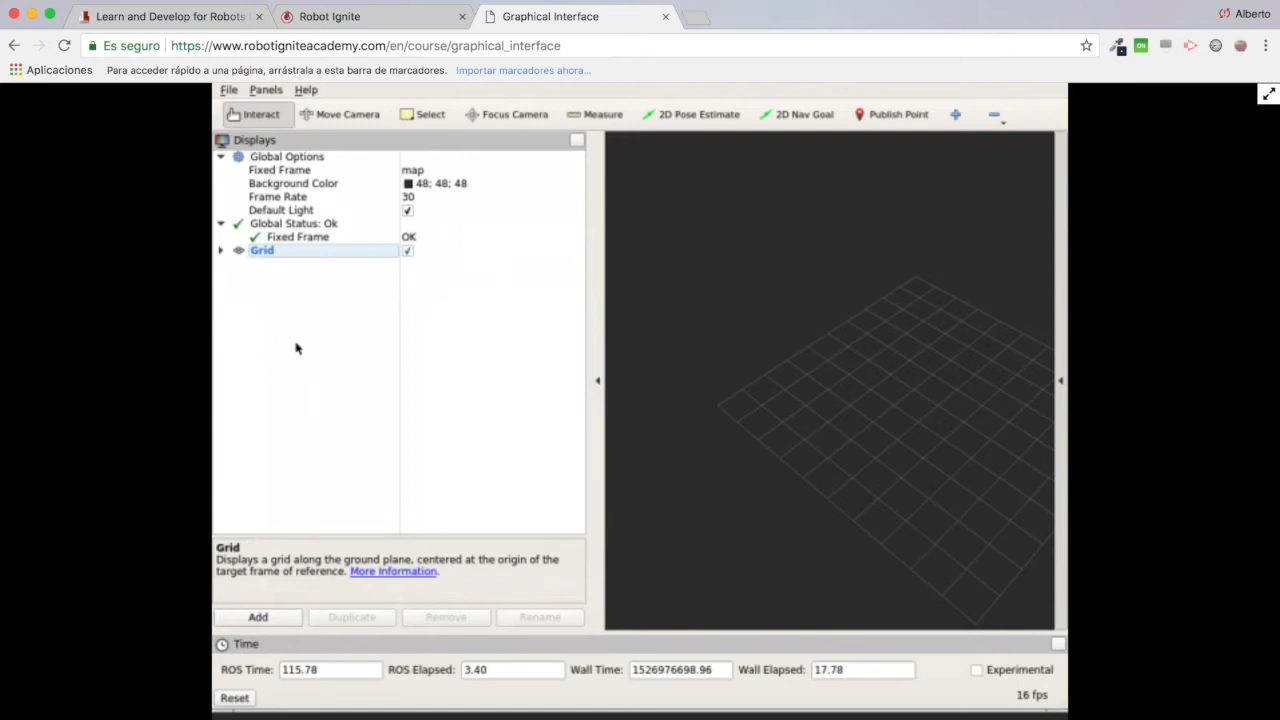 Learn and Develop for Robots
Robot Ignite
Graphical Interface
Alberto
Es seguro
https://www.robotigniteacademy.com/en/course/graphical_interface
Aplicaciones
Para acceder rápido a una página, arrástrala a esta barra de marcadores.
Importar marcadores ahora...
File Panels Help
Interact Move Camera Select Focus Camera Measure 2D Pose Estimate 2D Nav Goal Publish Point
Displays
Global Options
Fixed Frame map
Background Color 48; 48; 48
Frame Rate 30
Default Light
Global Status: Ok
Fixed Frame OK
Grid
Grid
Displays a grid along the ground plane, centered at the origin of the
target frame of reference. More Information.
Add Duplicate Remove Rename
Time
ROS Time: 115.78 ROS Elapsed: 3.40 Wall Time: 1526976698.96 Wall Elapsed: 17.78 Experimental
Reset 16 fps